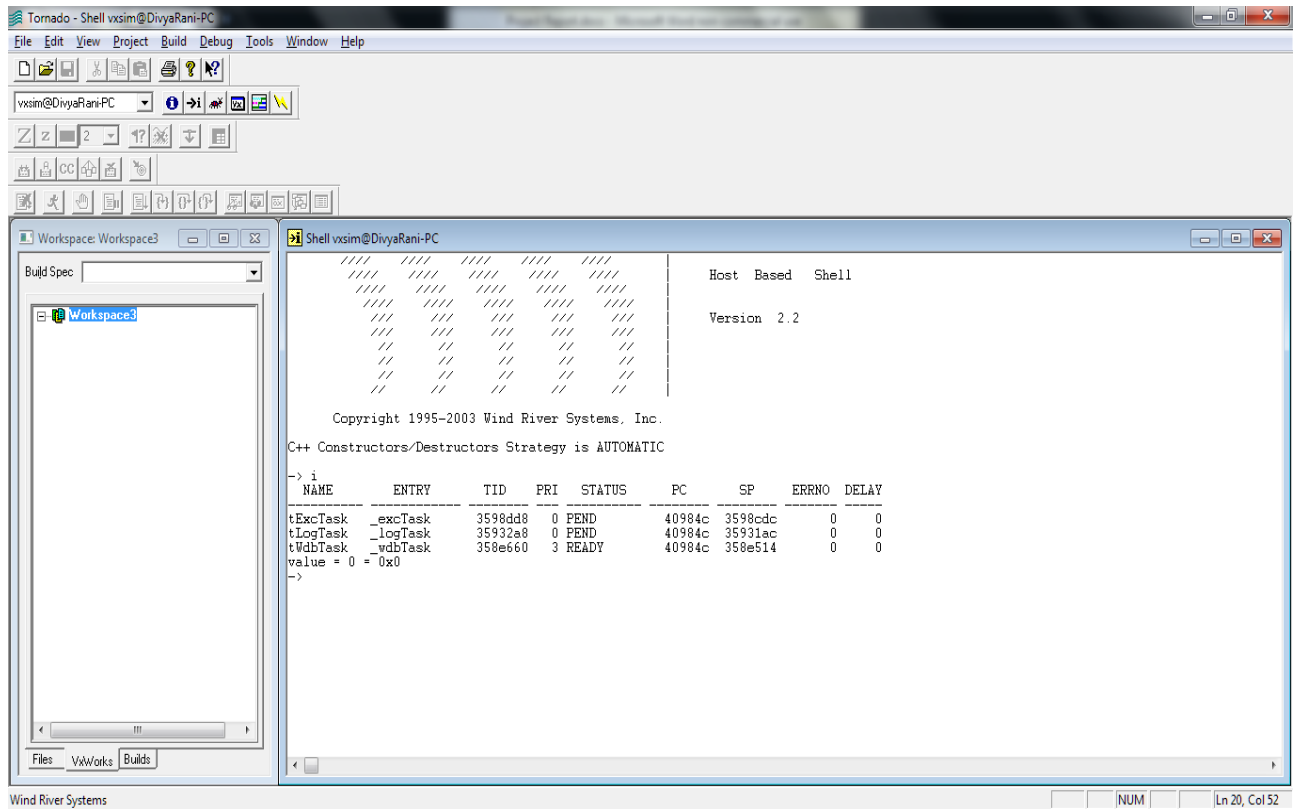 Tornado - Shell vxsim@DivyaRani-PC
File Edit View Project Build Debug Tools Window Help
vxsim@DivyaRani-PC
Z z 2
CC
Workspace: Workspace3
Build Spec
Workspace3
Files VxWorks Builds
Shell vxsim@DivyaRani-PC
Host Based Shell
Version 2.2
Copyright 1995-2003 Wind River Systems, Inc.
C++ Constructors/Destructors Strategy is AUTOMATIC
-> i
NAME ENTRY TID PRI STATUS PC SP ERRNO DELAY
---------- ------------ -------- --- ---------- -------- -------- ------- -----
tExcTask _excTask 3598dd8 0 PEND 40984c 3598cdc 0 0
tLogTask _logTask 35932a8 0 PEND 40984c 35931ac 0 0
tWdbTask _wdbTask 358e660 3 READY 40984c 358e514 0 0
value = 0 = 0x0
->
Wind River Systems
NUM
Ln 20, Col 52